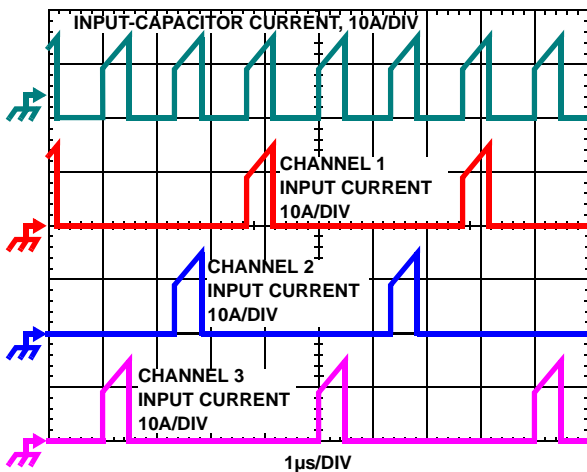 INPUT-CAPACITOR CURRENT, 10A/DIV
CHANNEL 1
INPUT CURRENT
10A/DIV
CHANNEL 2
INPUT CURRENT
10A/DIV
CHANNEL 3
INPUT CURRENT
10A/DIV
1µs/DIV